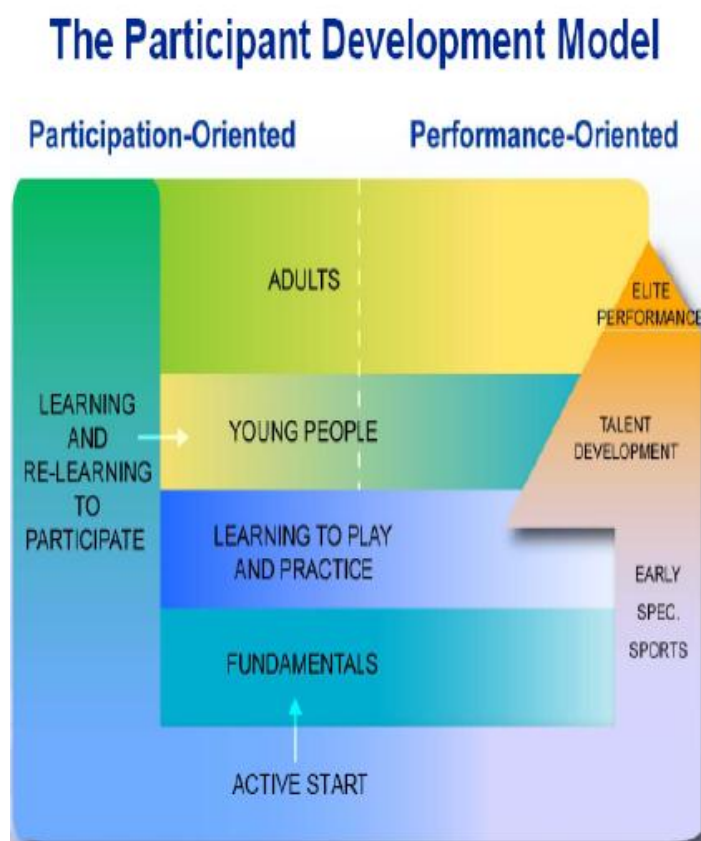 The Participant Development Model
Participation-Oriented
Performance-Oriented
ADULTS
ELITE
PERFORMANCE
LEARNING
AND
RE-LEARNING
TO
PARTICIPATE
YOUNG PEOPLE
TALENT
DEVELOPMENT
LEARNING TO PLAY
AND PRACTICE
EARLY
SPEC.
SPORTS
FUNDAMENTALS
ACTIVE START